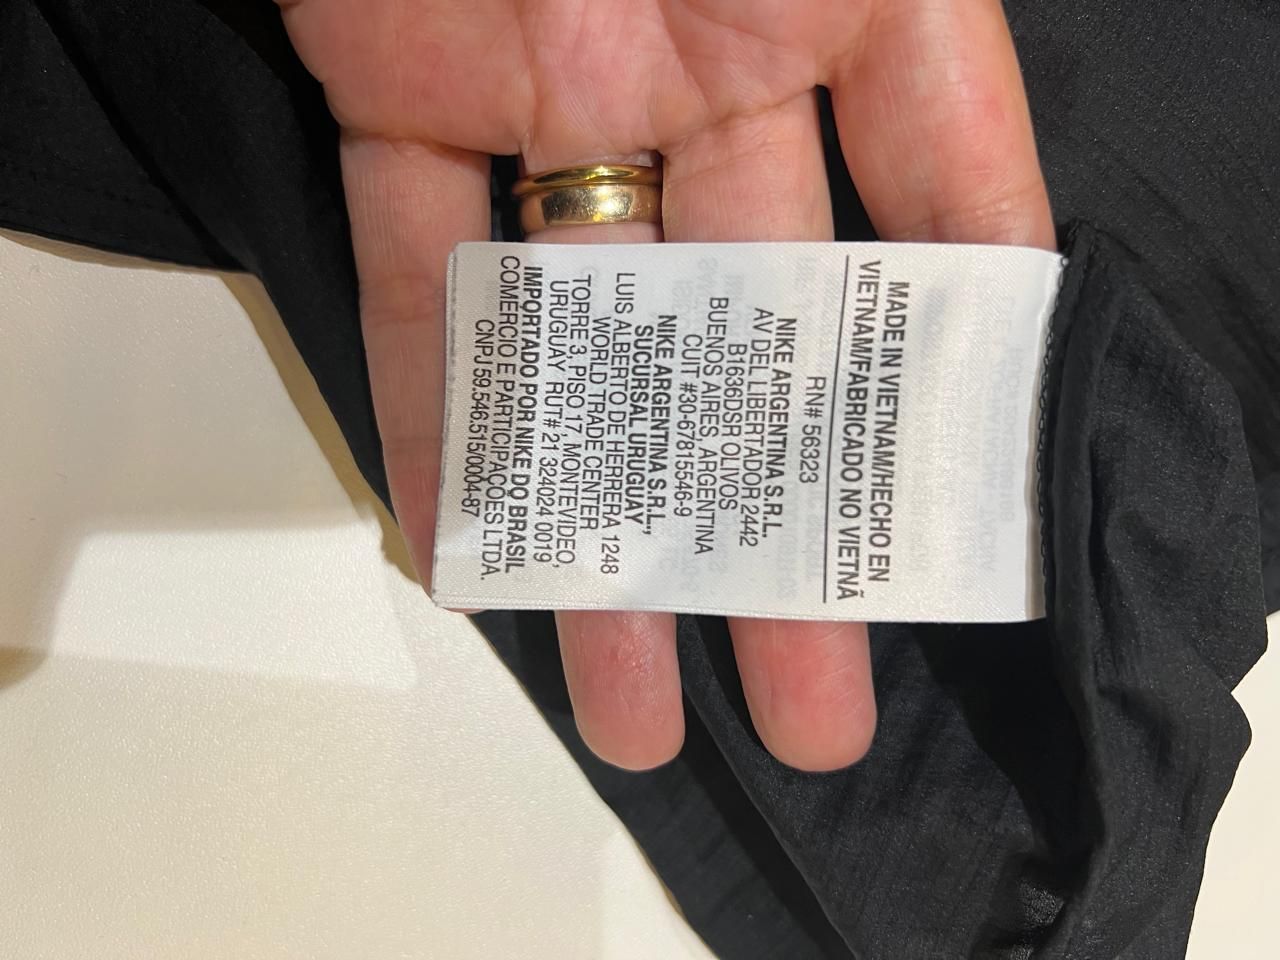 MADE IN VIETNAM/HECHO EN
VIETNAM/FABRICADO NO VIETNÃ
RN# 56323
NIKE ARGENTINA S.R.L.
AV DEL LIBERTADOR 2442
B1636DSR OLIVOS
BUENOS AIRES, ARGENTINA
CUIT #30-67815546-9
NIKE ARGENTINA S.R.L.,
SUCURSAL URUGUAY
LUIS ALBERTO DE HERRERA 1248
WORLD TRADE CENTER
TORRE 3, PISO 17, MONTEVIDEO,
URUGUAY RUT# 21 324024 0019
IMPORTADO POR NIKE DO BRASIL
COMERCIO E PARTICIPAÇOES LTDA.
CNPJ 59.546.515/0004-87